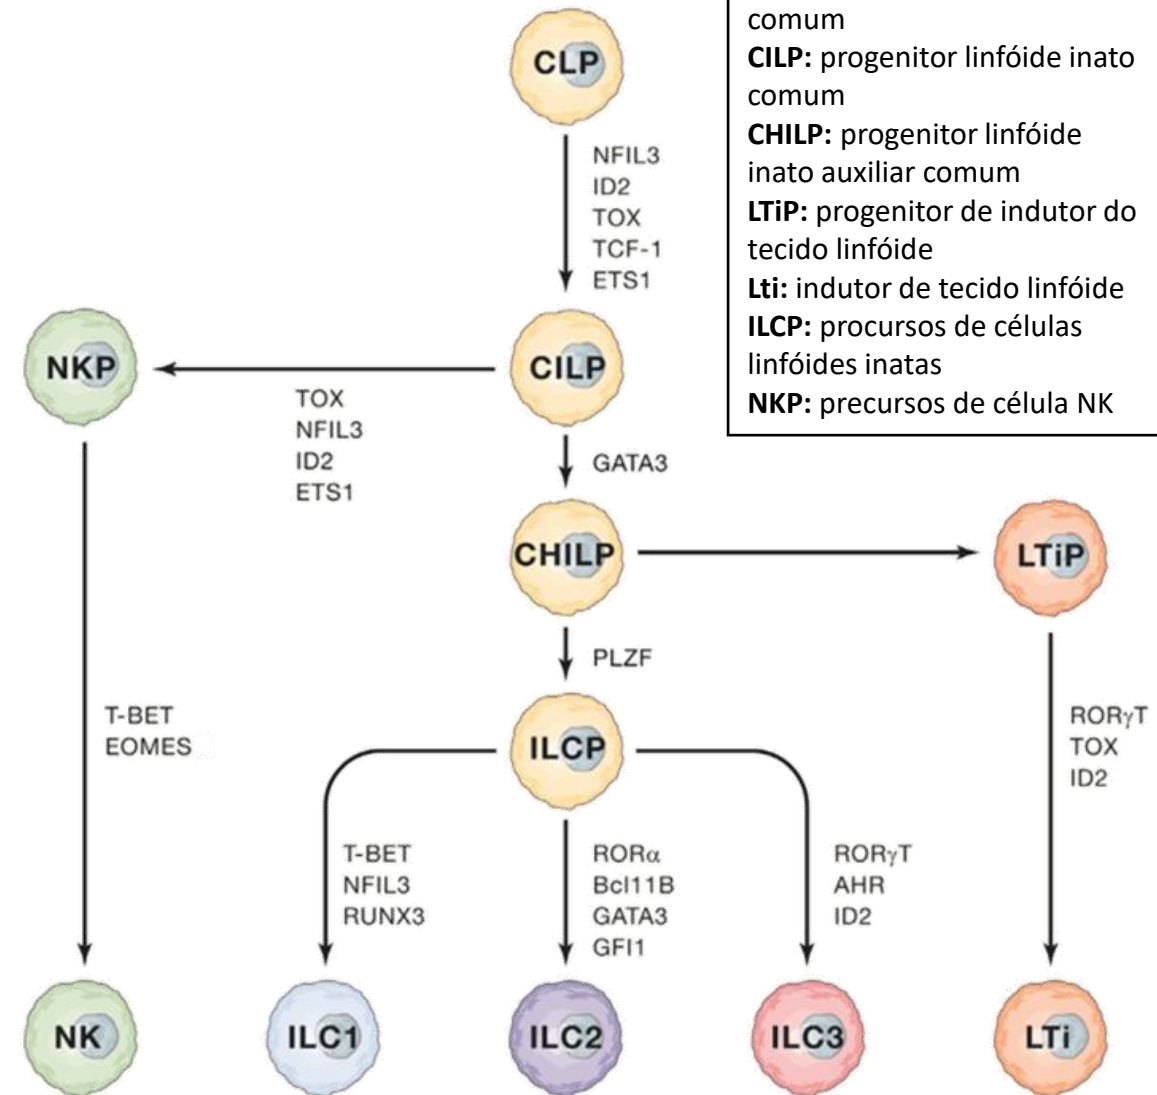 comum
CILP: progenitor linfóide inato
comum
CHILP: progenitor linfóide
inato auxiliar comum
LTiP: progenitor de indutor do
tecido linfóide
Lti: indutor de tecido linfóide
ILCP: procursos de células
linfóides inatas
NKP: precursos de célula NK
CLP
NFIL3
ID2
TOX
TCF-1
ETS1
NKP
CILP
TOX
NFIL3
ID2
ETS1
GATA3
CHILP
LTiP
PLZF
T-BET
EOMES
ILCP
RORγT
TOX
ID2
T-BET
NFIL3
RUNX3
RORα
Bcl11B
GATA3
GFI1
RORγT
AHR
ID2
NK
ILC1
ILC2
ILC3
LTi